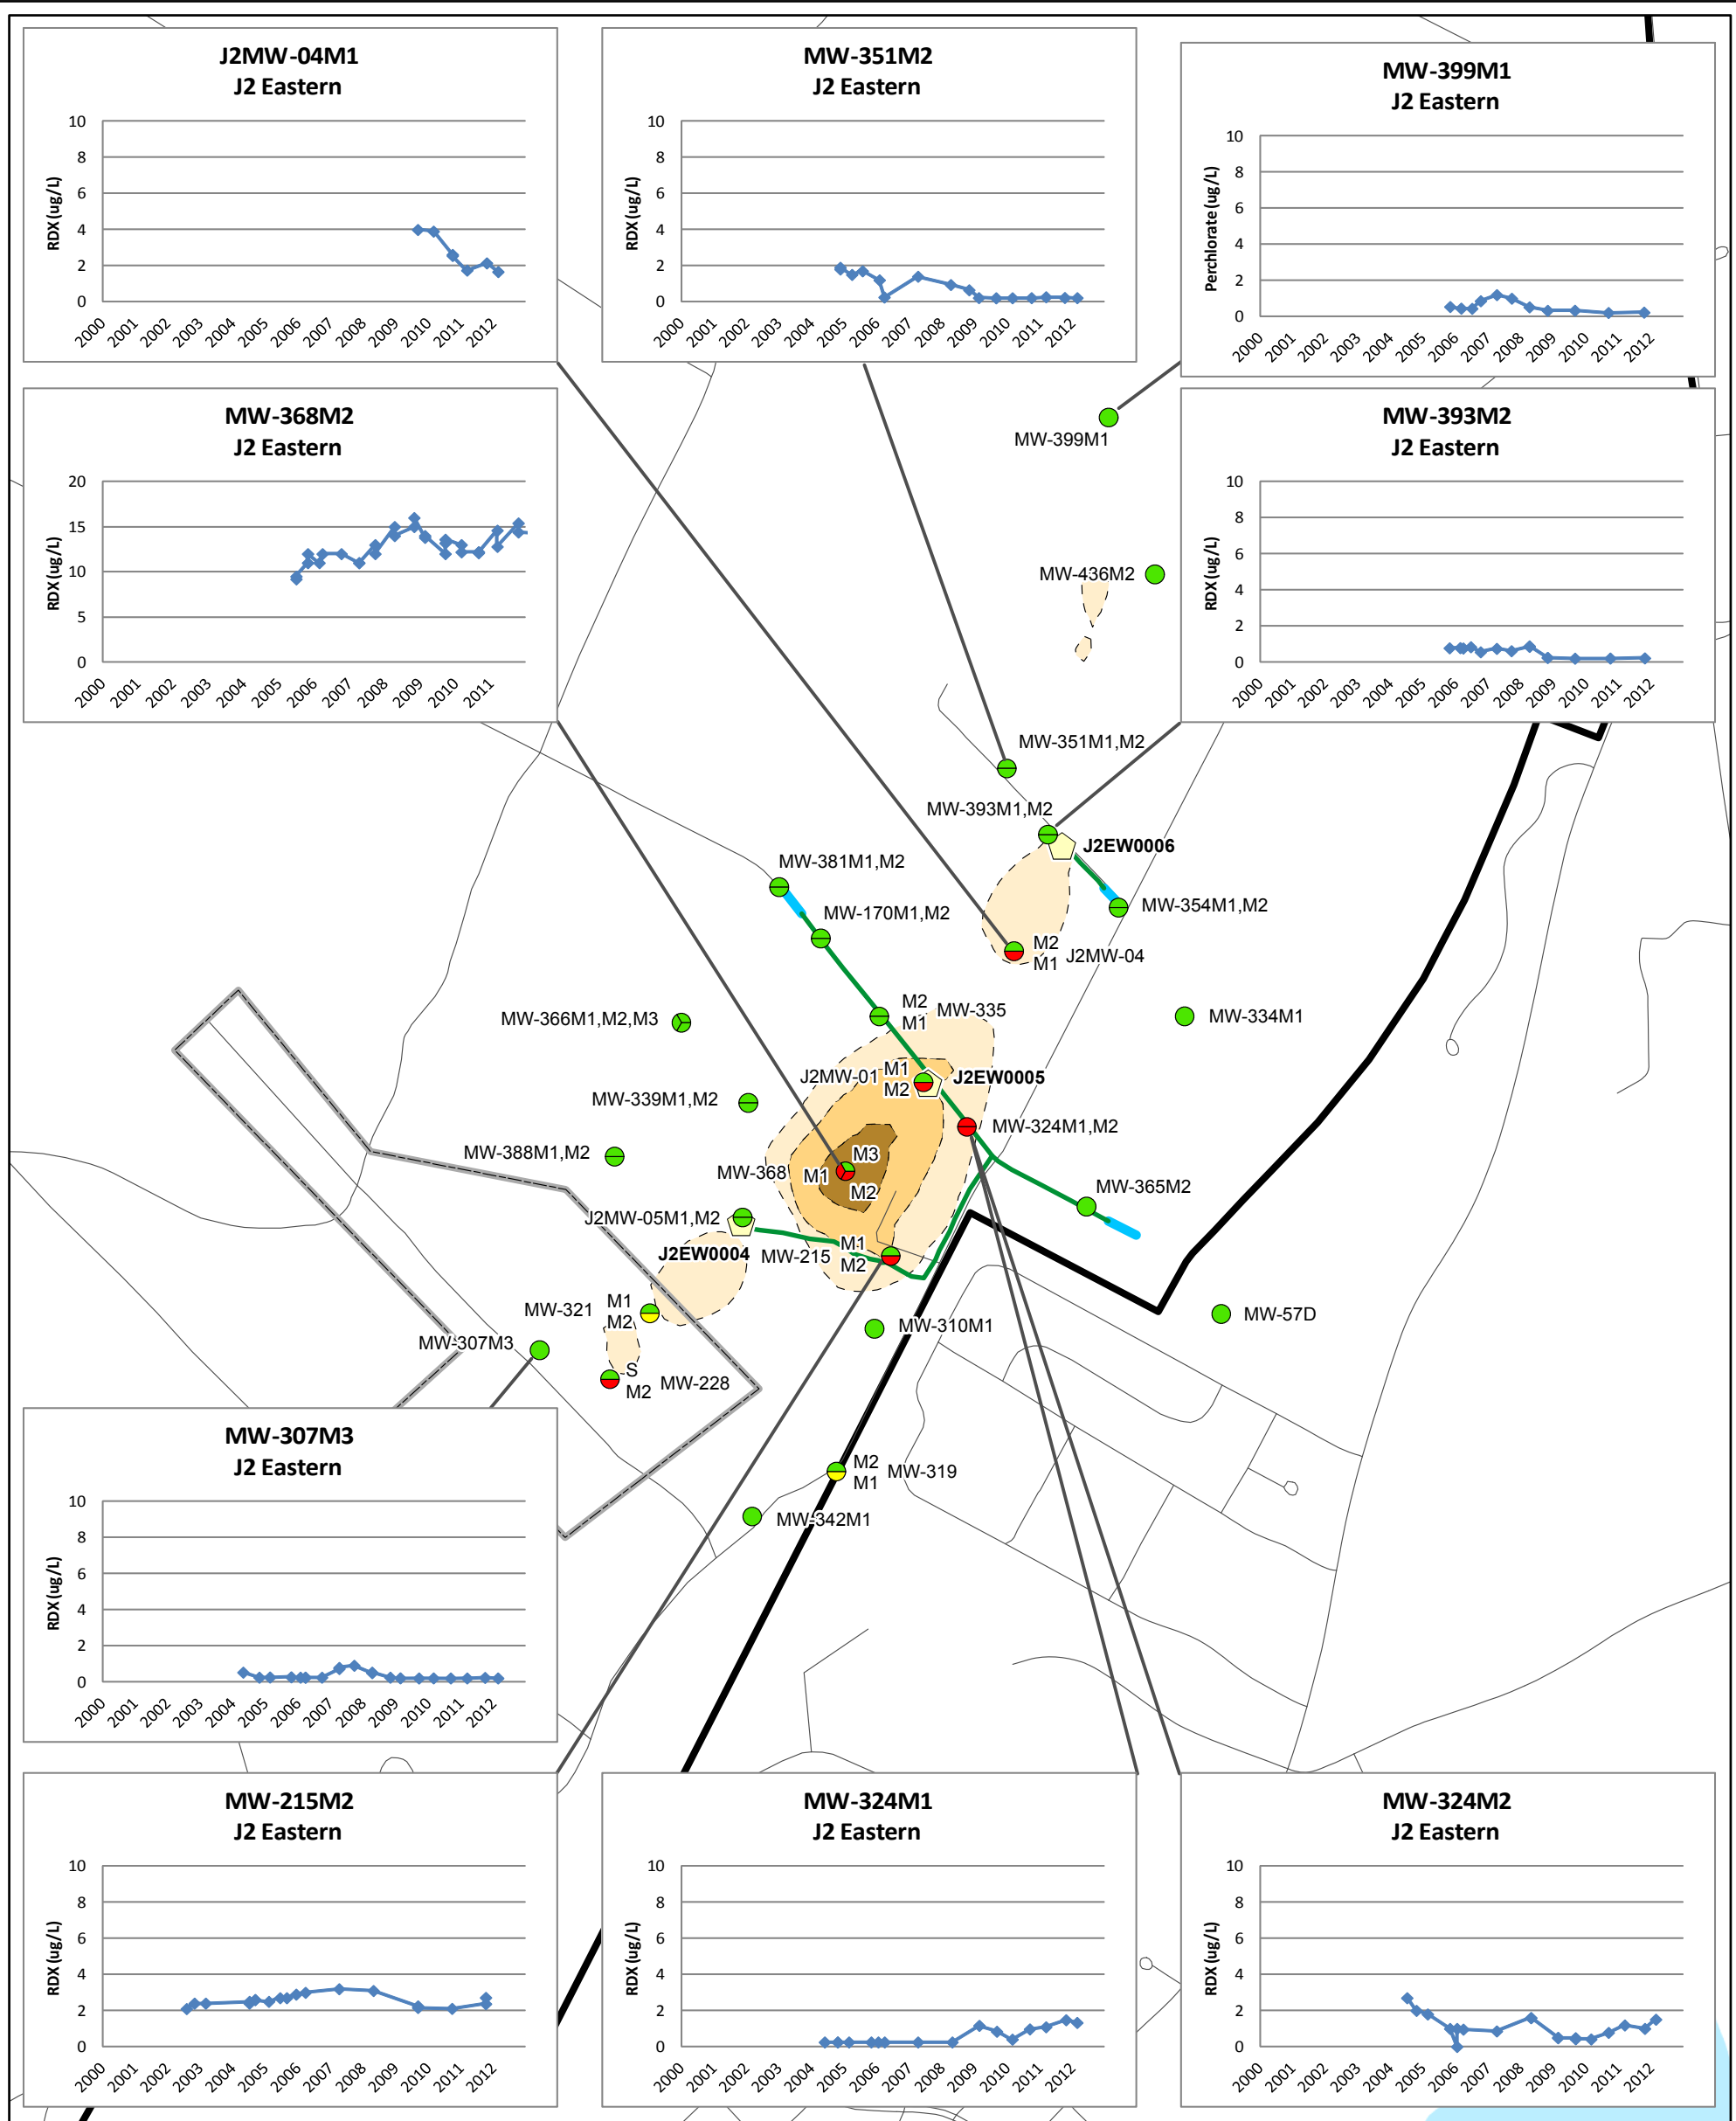 J2MW-04M1
J2 Eastern
RDX (ug/L)
10
8
6
4
2
0
2000 2001 2002 2003 2004 2005 2006 2007 2008 2009 2010 2011 2012
MW-351M2
J2 Eastern
RDX (ug/L)
10
8
6
4
2
0
2000 2001 2002 2003 2004 2005 2006 2007 2008 2009 2010 2011 2012
MW-399M1
J2 Eastern
Perchlorate (ug/L)
10
8
6
4
2
0
2000 2001 2002 2003 2004 2005 2006 2007 2008 2009 2010 2011 2012
MW-368M2
J2 Eastern
RDX (ug/L)
20
15
10
5
0
2000 2001 2002 2003 2004 2005 2006 2007 2008 2009 2010 2011
MW-393M2
J2 Eastern
RDX (ug/L)
10
8
6
4
2
0
2000 2001 2002 2003 2004 2005 2006 2007 2008 2009 2010 2011 2012
MW-399M1
MW-436M2
MW-351M1,M2
MW-393M1,M2
J2EW0006
MW-381M1,M2
MW-354M1,M2
MW-170M1,M2
M2
M1 J2MW-04
M2
M1 MW-335
MW-334M1
MW-366M1,M2,M3
J2MW-01 M1
M2
J2EW0005
MW-339M1,M2
MW-324M1,M2
MW-388M1,M2
MW-368 M3
M1
M2
MW-365M2
J2MW-05M1,M2
J2EW0004
MW-215 M1
M2
MW-321 M1
M2
MW-57D
MW-310M1
MW-307M3
S
M2 MW-228
M2
M1 MW-319
MW-342M1
MW-307M3
J2 Eastern
RDX (ug/L)
10
8
6
4
2
0
2000 2001 2002 2003 2004 2005 2006 2007 2008 2009 2010 2011 2012
MW-215M2
J2 Eastern
RDX (ug/L)
10
8
6
4
2
0
2000 2001 2002 2003 2004 2005 2006 2007 2008 2009 2010 2011 2012
MW-324M1
J2 Eastern
RDX (ug/L)
10
8
6
4
2
0
2000 2001 2002 2003 2004 2005 2006 2007 2008 2009 2010 2011 2012
MW-324M2
J2 Eastern
RDX (ug/L)
10
8
6
4
2
0
2000 2001 2002 2003 2004 2005 2006 2007 2008 2009 2010 2011 2012